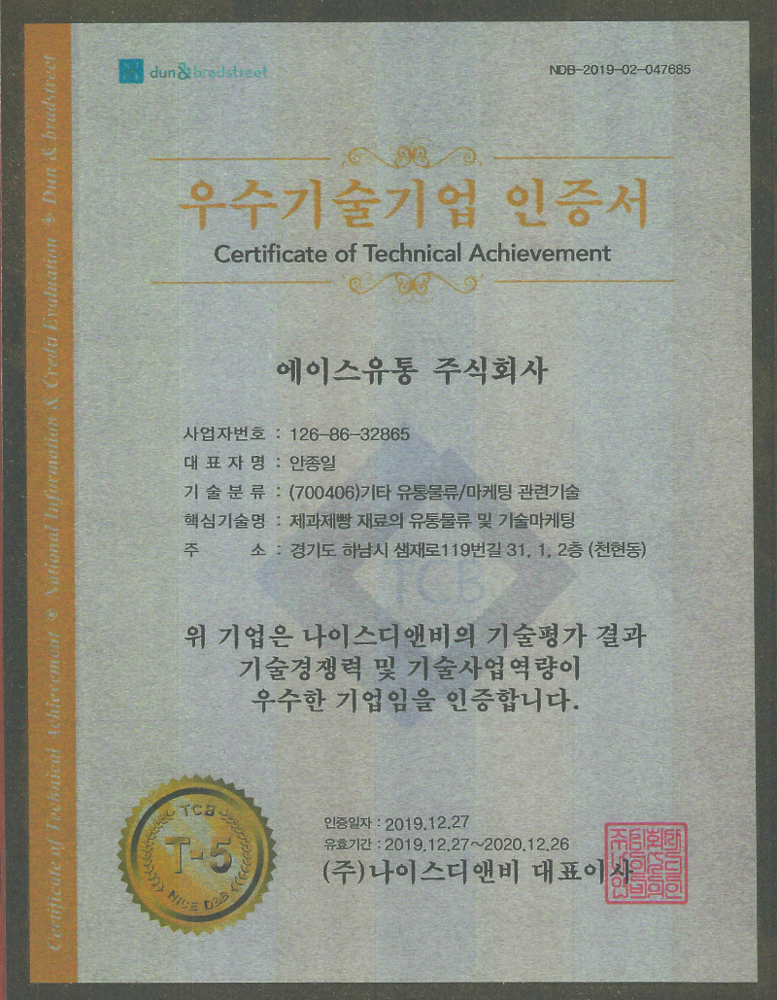 dun & bradstreet
NDB-2019-02-047685
우수기술기업 인증서
Certificate of Technical Achievement
에이스유통 주식회사
사업자번호 : 126-86-32865
대표자명 : 안종일
기술분류 : (700406)기타 유통물류/마케팅 관련기술
핵심기술명 : 제과제빵 재료의 유통물류 및 기술마케팅
주 소 : 경기도 하남시 샘재로119번길 31, 1, 2층 (천현동)
TCB
위 기업은 나이스디앤비의 기술평가 결과
기술경쟁력 및 기술사업역량이
우수한 기업임을 인증합니다.
TCB
T-5
NICE D&B
인증일자 : 2019.12.27
유효기간 : 2019.12.27~2020.12.26
(주)나이스디앤비 대표이사
Certificate of Technical Achievement ◈ National Information & Credit Evaluation ◈ Dun & bradstreet